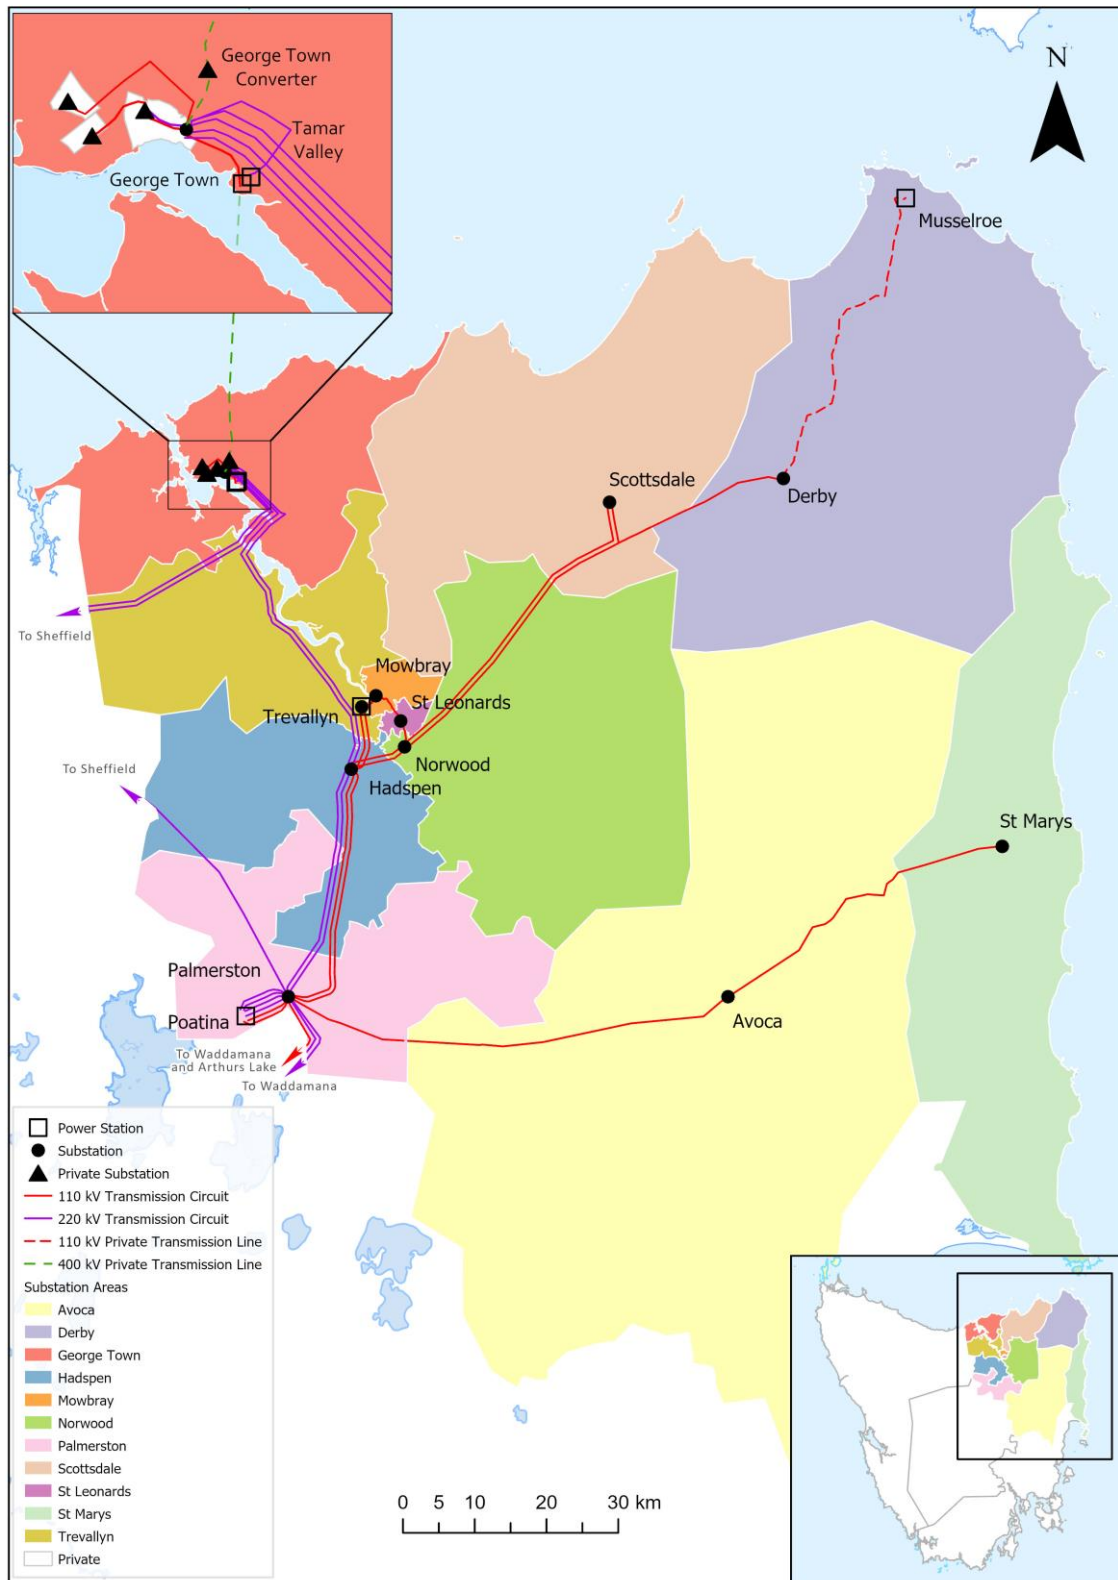 George Town
Converter
Tamar
Valley
George Town
N
Musselroe
Scottsdale
Derby
To Sheffield
Mowbray
St Leonards
Trevallyn
Norwood
To Sheffield
Hadspen
St Marys
Palmerston
Poatina
Avoca
To Waddamana
and Arthurs Lake
To Waddamana
Power Station
Substation
Private Substation
110 kV Transmission Circuit
220 kV Transmission Circuit
110 kV Private Transmission Line
400 kV Private Transmission Line
Substation Areas
Avoca
Derby
George Town
Hadspen
Mowbray
Norwood
Palmerston
Scottsdale
St Leonards
St Marys
Trevallyn
Private
0 5 10 20 30 km